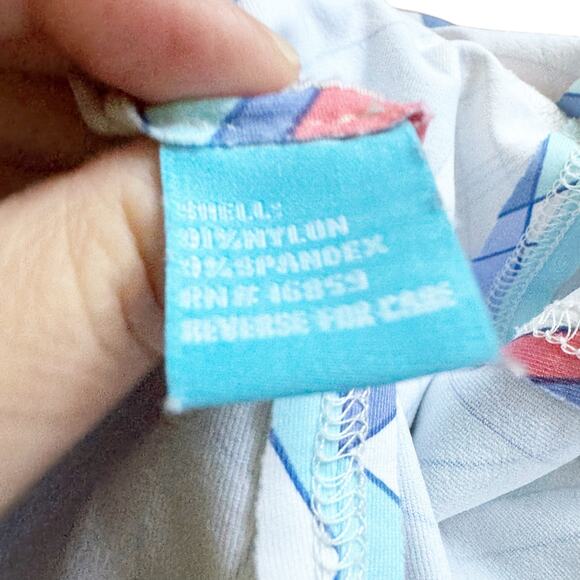 SHELL:
91%NYLON
9%SPANDEX
RN# 16859
REVERSE FOR CARE